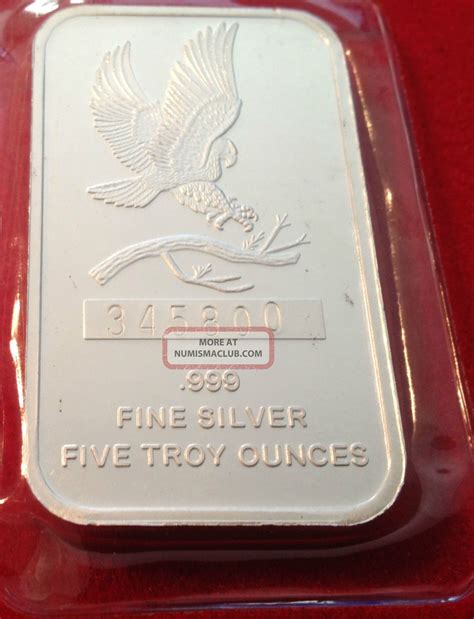 345800
MORE AT
NUMISMACLUB.COM
.999
FINE SILVER
FIVE TROY OUNCES